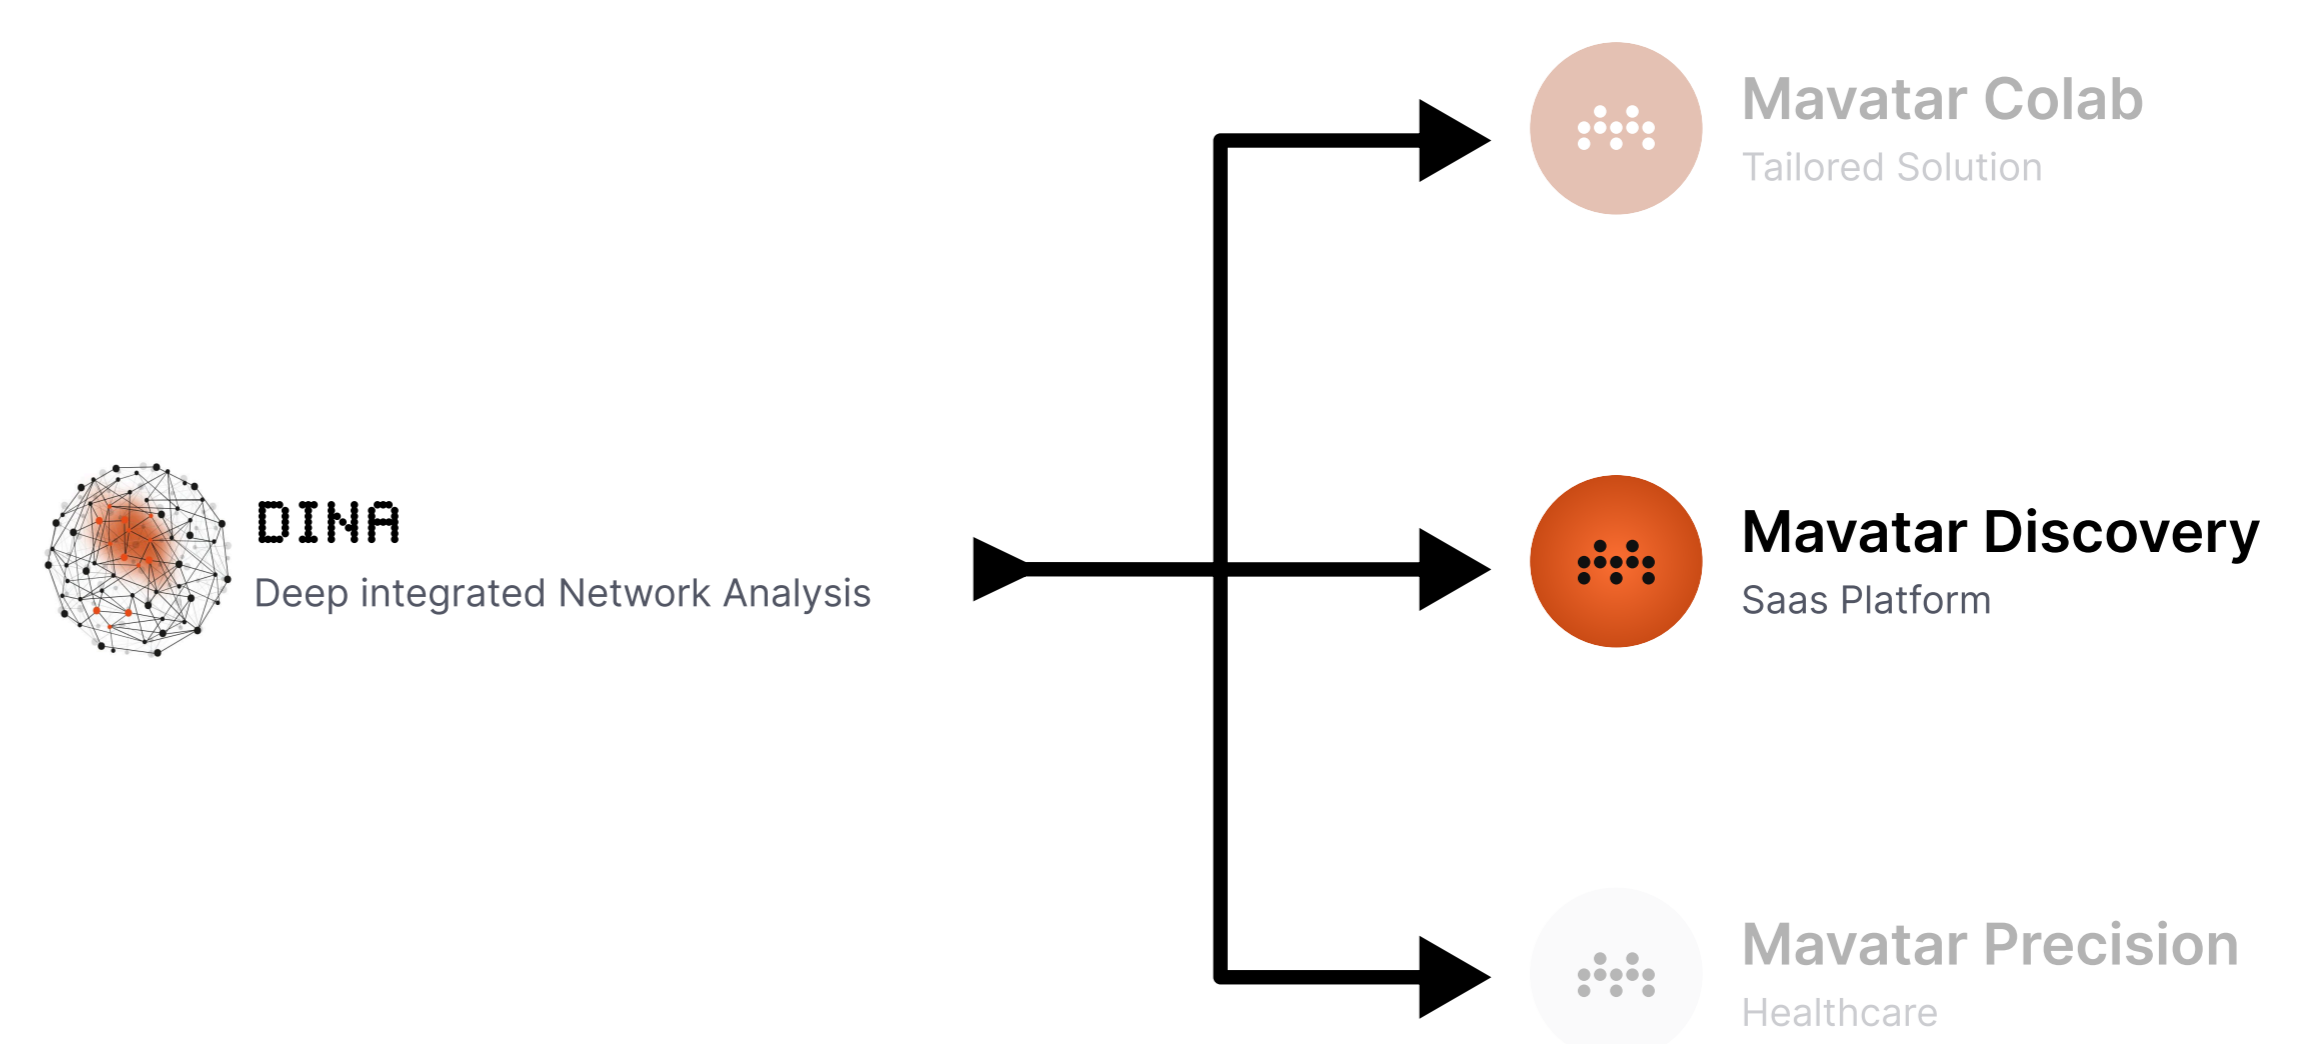 Mavatar Colab
Tailored Solution
DINA
Deep integrated Network Analysis
Mavatar Discovery
Saas Platform
Mavatar Precision
Healthcare